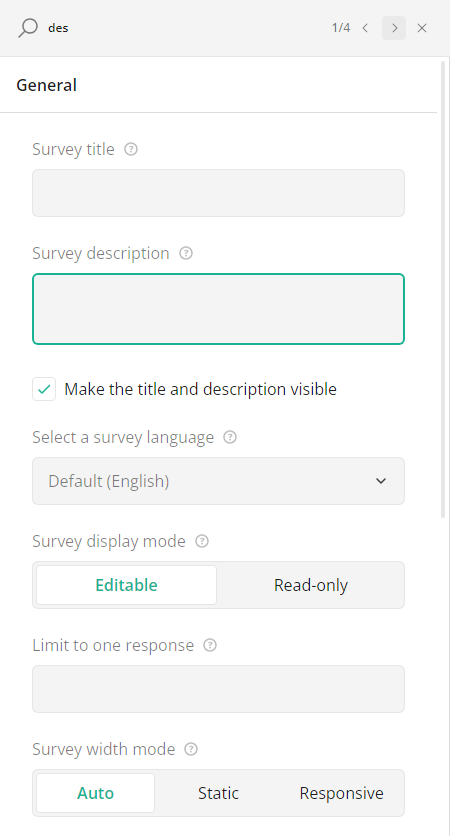 des 1/4
General
Survey title ?
Survey description ?
Make the title and description visible
Select a survey language ?
Default (English)
Survey display mode ?
Editable Read-only
Limit to one response ?
Survey width mode ?
Auto Static Responsive